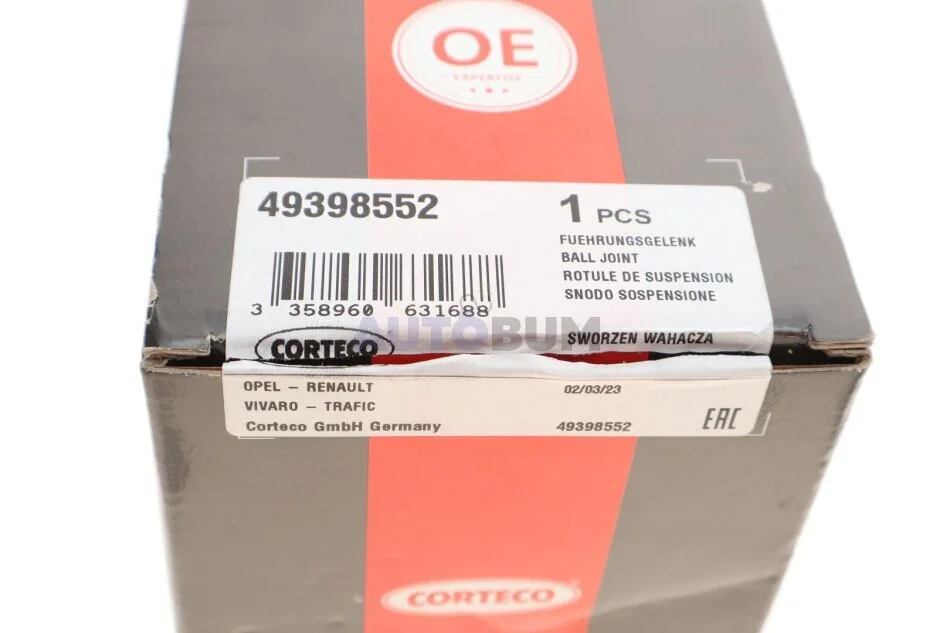 OE
EXPERTISE
49398552
1 PCS
FUEHRUNGSGELENK
BALL JOINT
ROTULE DE SUSPENSION
SNODO SOSPENSIONE
3 358960 631688
AUTOBUM
SWORZEN WAHACZA
CORTECO
OPEL - RENAULT
02/03/23
VIVARO - TRAFIC
Corteco GmbH Germany
49398552
EAC
CORTECO